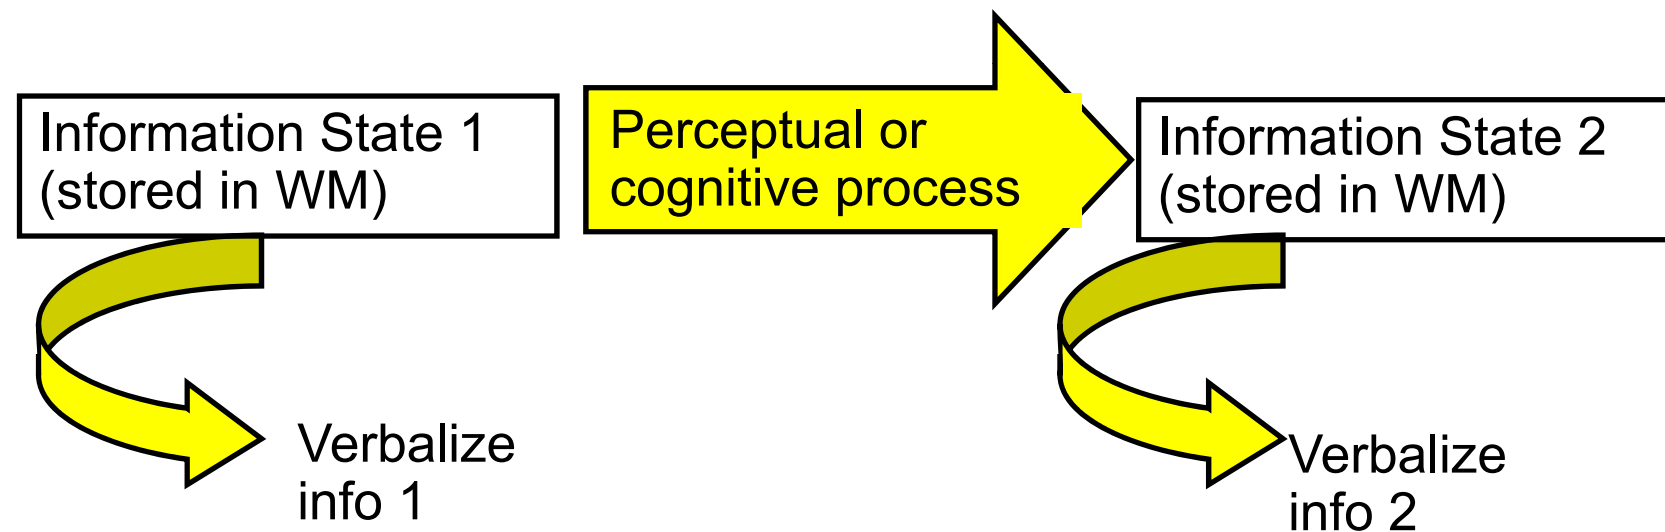 Information State 1
(stored in WM)
Perceptual or
cognitive process
Information State 2
(stored in WM)
Verbalize
info 1
Verbalize
info 2